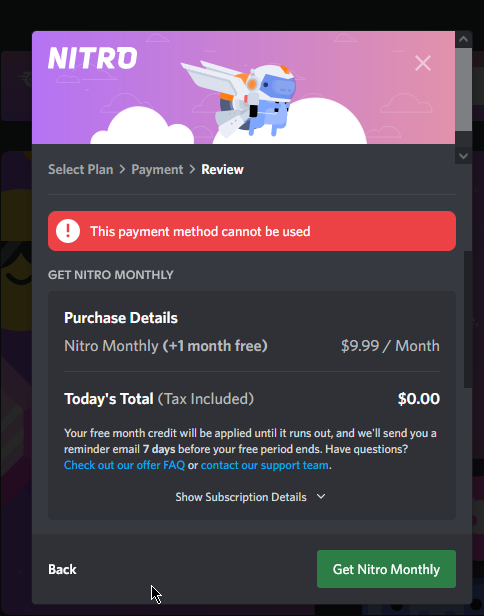 NITRO
Select Plan > Payment > Review
This payment method cannot be used
GET NITRO MONTHLY
Purchase Details
Nitro Monthly (+1 month free) $9.99 / Month
Today's Total (Tax Included) $0.00
Your free month credit will be applied until it runs out, and we'll send you a
reminder email 7 days before your free period ends. Have questions?
Check out our offer FAQ or contact our support team.
Show Subscription Details
Back Get Nitro Monthly